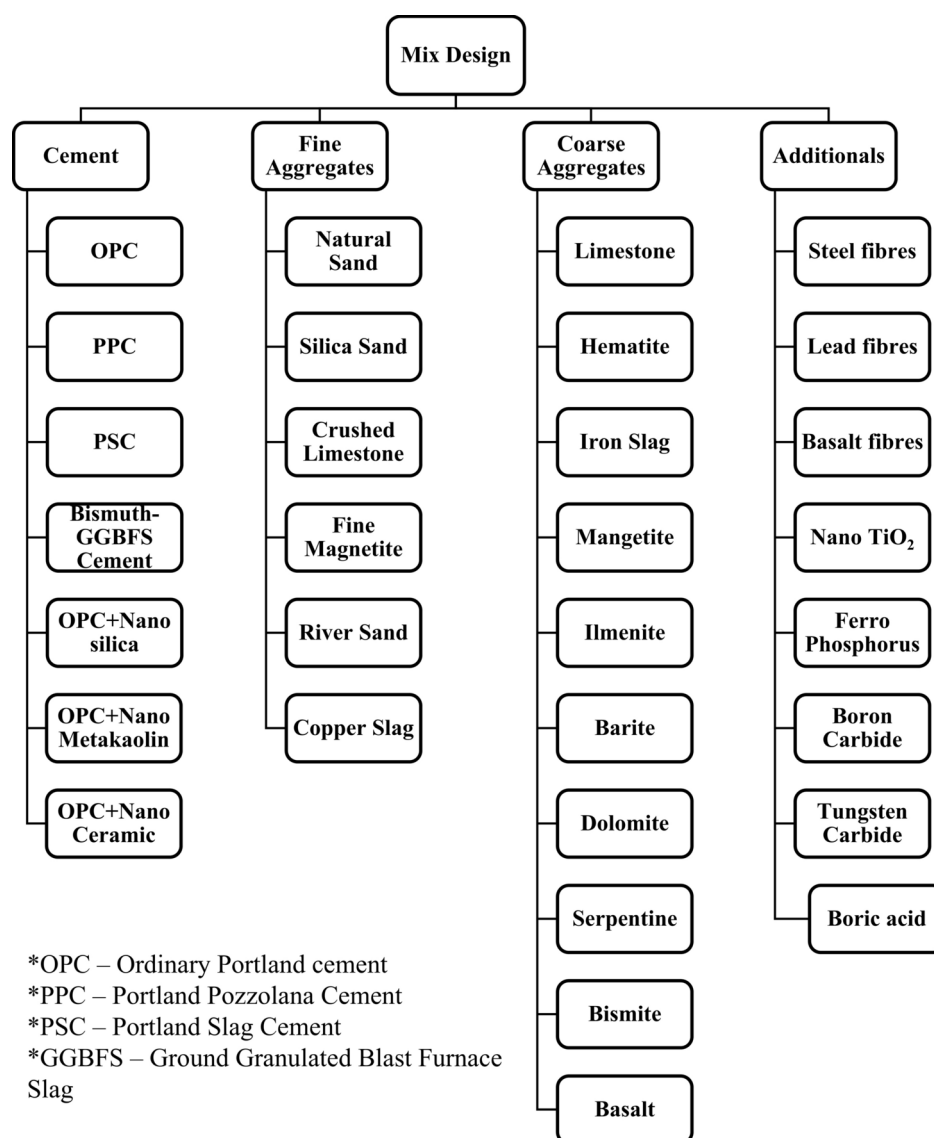 Mix Design
Cement
OPC
PPC
PSC
Bismuth-
GGBFS
Cement
OPC+Nano
silica
OPC+Nano
Metakaolin
OPC+Nano
Ceramic
Fine
Aggregates
Natural
Sand
Silica Sand
Crushed
Limestone
Fine
Magnetite
River Sand
Copper Slag
Coarse
Aggregates
Limestone
Hematite
Iron Slag
Mangetite
Ilmenite
Barite
Dolomite
Serpentine
Bismite
Basalt
Additionals
Steel fibres
Lead fibres
Basalt fibres
Nano TiO₂
Ferro
Phosphorus
Boron
Carbide
Tungsten
Carbide
Boric acid
*OPC – Ordinary Portland cement
*PPC – Portland Pozzolana Cement
*PSC – Portland Slag Cement
*GGBFS – Ground Granulated Blast Furnace
Slag